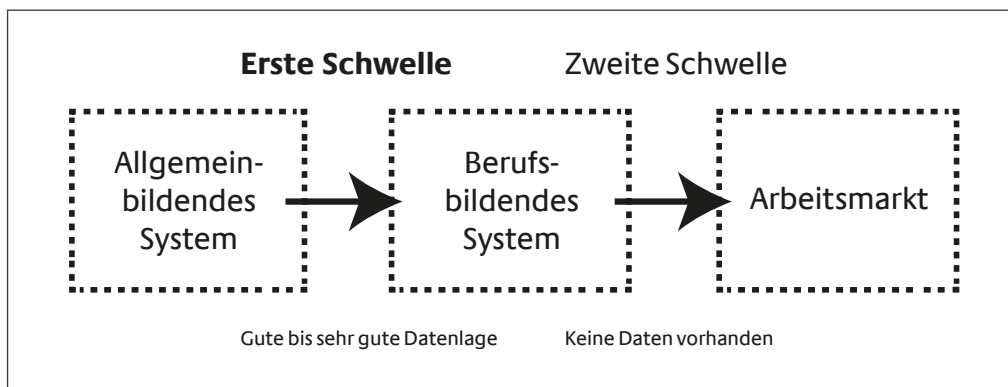 Erste Schwelle
Zweite Schwelle
Allgemein-
bildendes
System
Berufs-
bildendes
System
Arbeitsmarkt
Gute bis sehr gute Datenlage
Keine Daten vorhanden